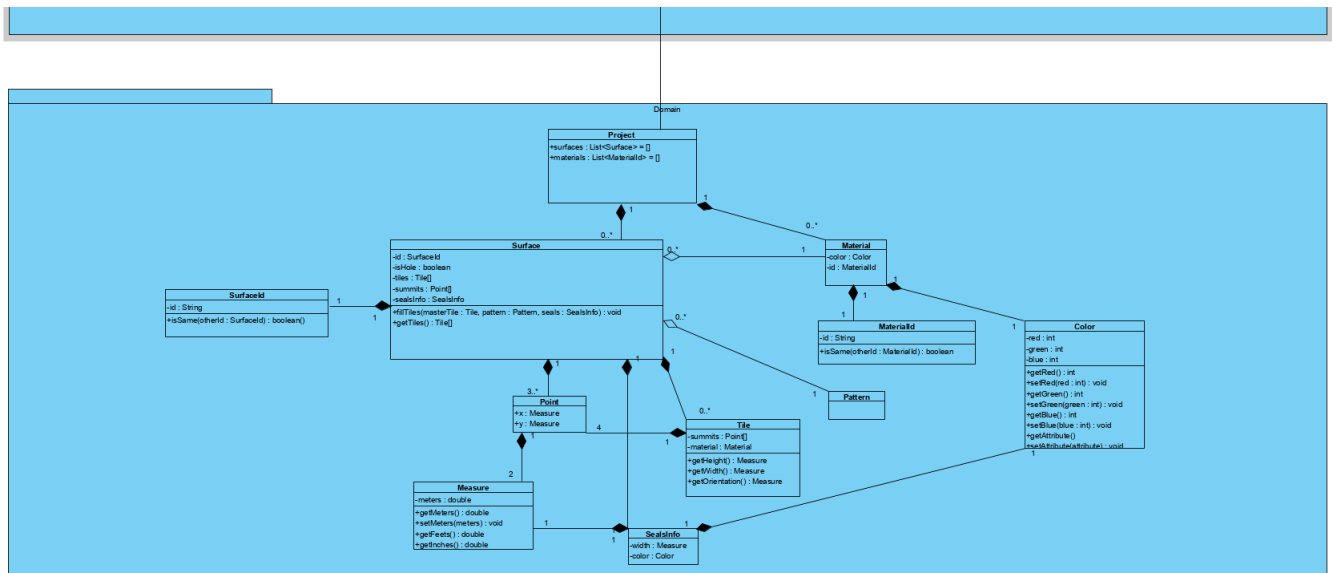 Domain
Project
+surfaces : List<Surface> = []
+materials : List<MaterialId> = []
1
1
0..*
0..*
Surface
-id : SurfaceId
-isHole : boolean
-tiles : Tile[]
-summits : Point[]
-sealsInfo : SealsInfo
+fillTiles(masterTile : Tile, pattern : Pattern, seals : SealsInfo) : void
+getTiles() : Tile[]
0..*
1
Material
-color : Color
-id : MaterialId
1
1
SurfaceId
-id : String
+isSame(otherId : SurfaceId) : boolean()
1
1
0..*
1
1
MaterialId
-id : String
+isSame(otherId : MaterialId) : boolean
1
Color
-red : int
-green : int
-blue : int
+getRed() : int
+setRed(red : int) : void
+getGreen() : int
+setGreen(green : int) : void
+getBlue() : int
+setBlue(blue : int) : void
+getAttribute()
+setAttribute(attribute) : void
1
1
1
1
3..*
Point
+x : Measure
+y : Measure
1
Pattern
0..*
4
1
Tile
-summits : Point[]
-material : Material
+getHeight() : Measure
+getWidth() : Measure
+getOrientation() : Measure
1
2
Measure
-meters : double
+getMeters() : double
+setMeters(meters) : void
+getFeets() : double
+getInches() : double
1
1
1
1
SealsInfo
-width : Measure
-color : Color